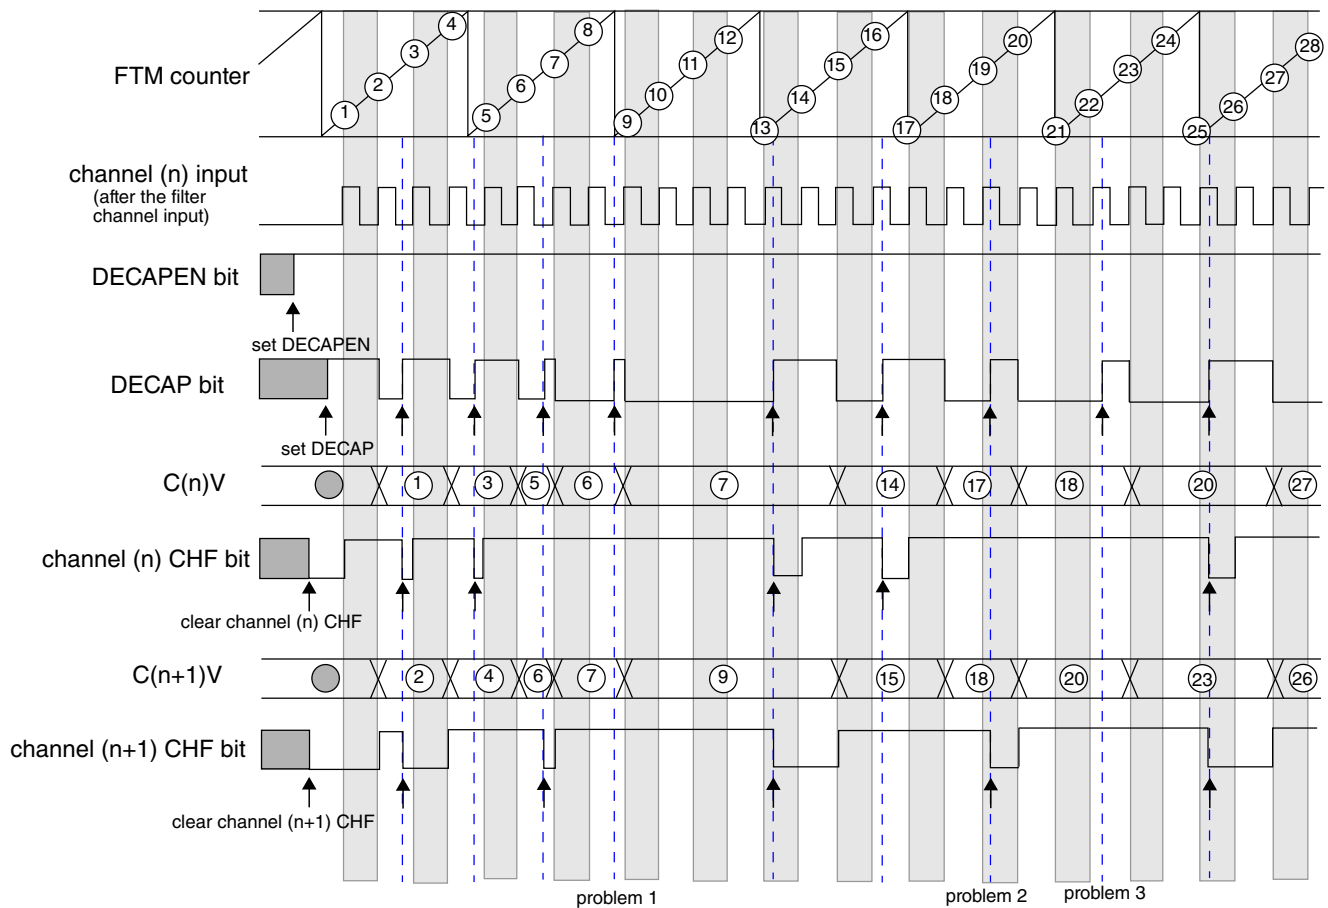 4 8 12 16 20 24 28
3 7 11 15 19 23 27
FTM counter
2 6 10 14 18 22 26
1 5 9 13 17 21 25
channel (n) input
(after the filter
channel input)
DECAPEN bit
set DECAPEN
DECAP bit
set DECAP
C(n)V 1 3 5 6 7 14 17 18 20 27
channel (n) CHF bit
clear channel (n) CHF
C(n+1)V 2 4 6 7 9 15 18 20 23 26
channel (n+1) CHF bit
clear channel (n+1) CHF
problem 1 problem 2 problem 3